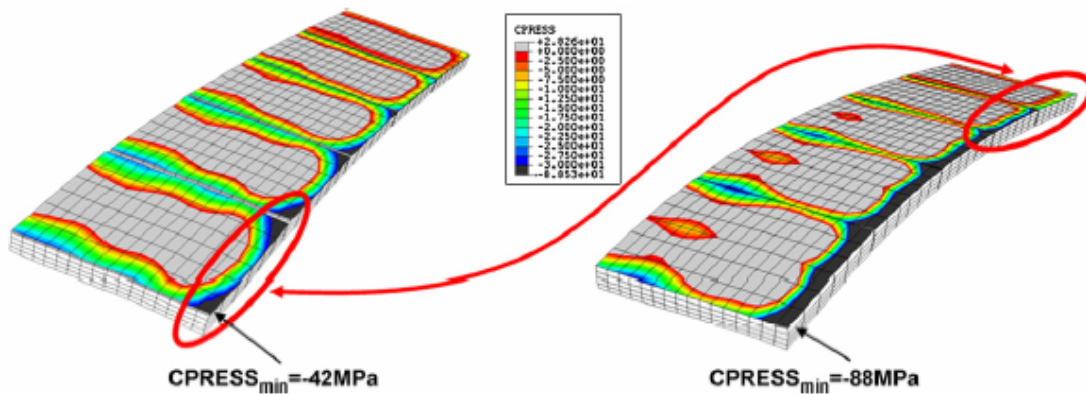 CPRESS
+2.826e+01
+0.000e+00
-2.500e+00
-5.000e+00
-7.500e+00
-1.000e+01
-1.250e+01
-1.500e+01
-1.750e+01
-2.000e+01
-2.250e+01
-2.500e+01
-2.750e+01
-3.000e+01
-8.853e+01
CPRESSmin=-42MPa
CPRESSmin=-88MPa